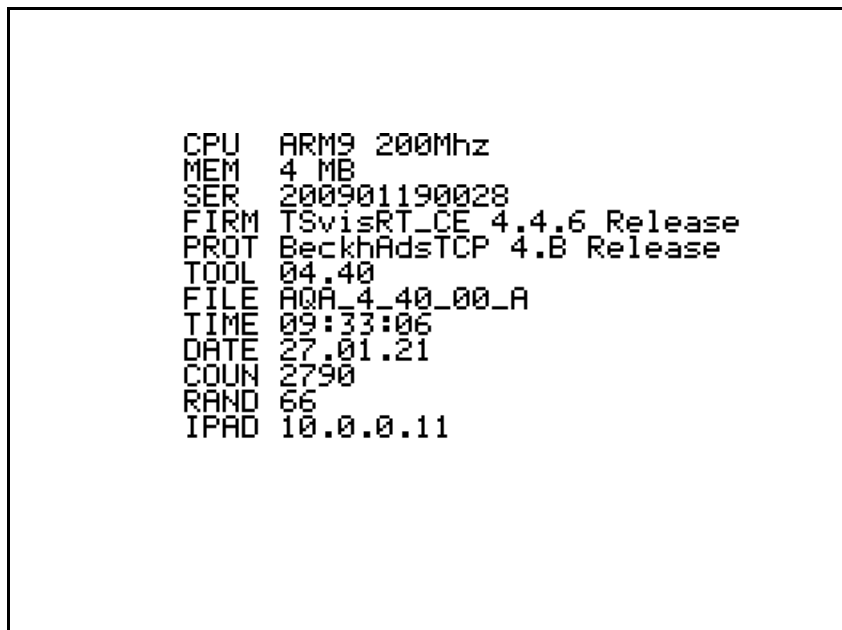 CPU  ARM9 200Mhz
MEM  4 MB
SER  200901190028
FIRM TSvisRT_CE 4.4.6 Release
PROT BeckhAdsTCP 4.B Release
TOOL 04.40
FILE AQA_4_40_00_A
TIME 09:33:06
DATE 27.01.21
COUN 2790
RAND 66
IPAD 10.0.0.11